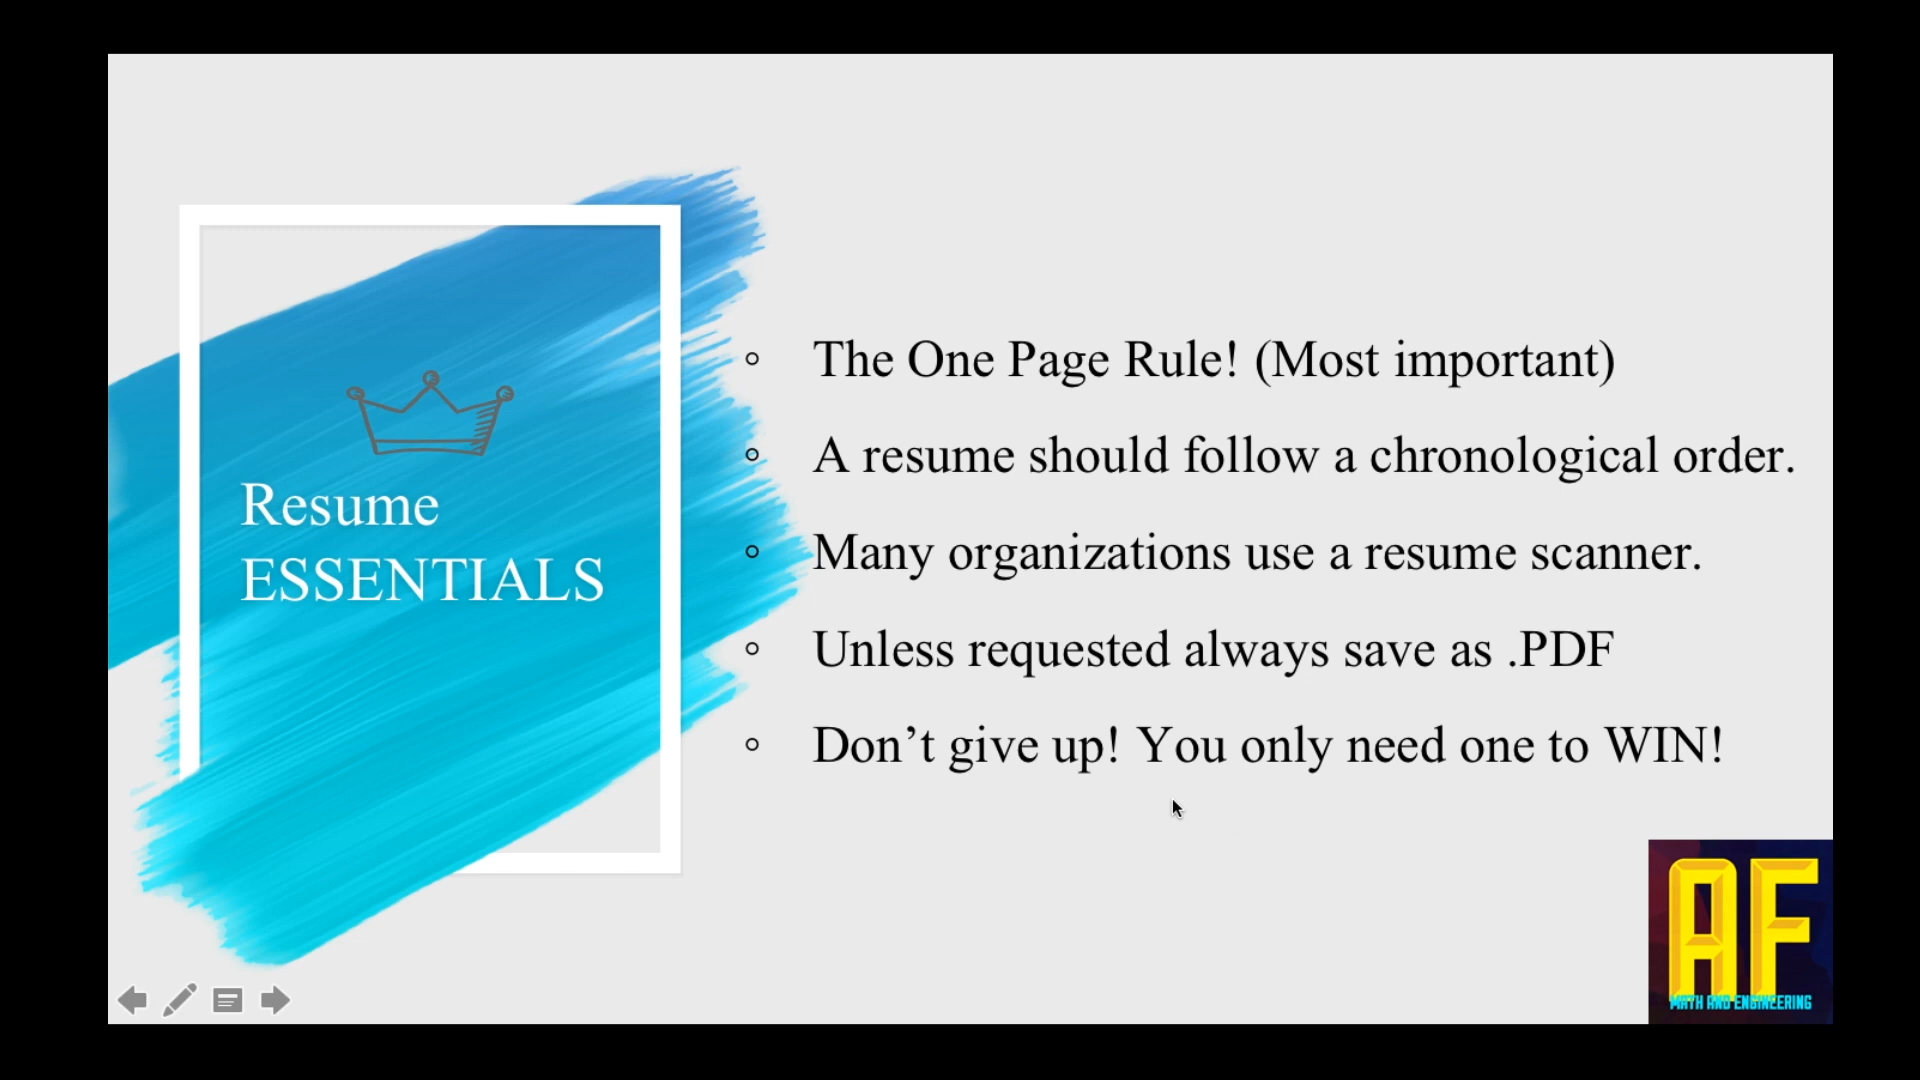 Resume
ESSENTIALS
The One Page Rule! (Most important)
A resume should follow a chronological order.
Many organizations use a resume scanner.
Unless requested always save as .PDF
Don’t give up! You only need one to WIN!
AF
MATH AND ENGINEERING